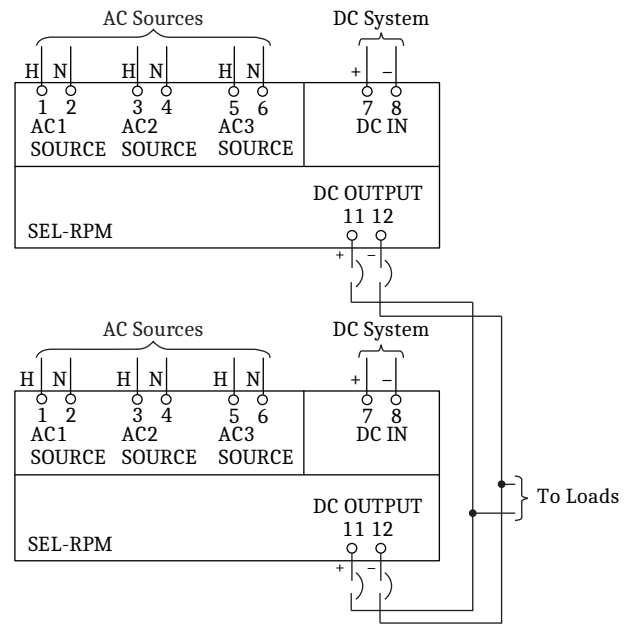 AC Sources DC System
H N H N H N + −
1 2 3 4 5 6 7 8
AC1 AC2 AC3 DC IN
SOURCE SOURCE SOURCE
DC OUTPUT
11 12
SEL-RPM
+ −
AC Sources DC System
H N H N H N + −
1 2 3 4 5 6 7 8
AC1 AC2 AC3 DC IN
SOURCE SOURCE SOURCE
To Loads
DC OUTPUT
11 12
SEL-RPM
+ −